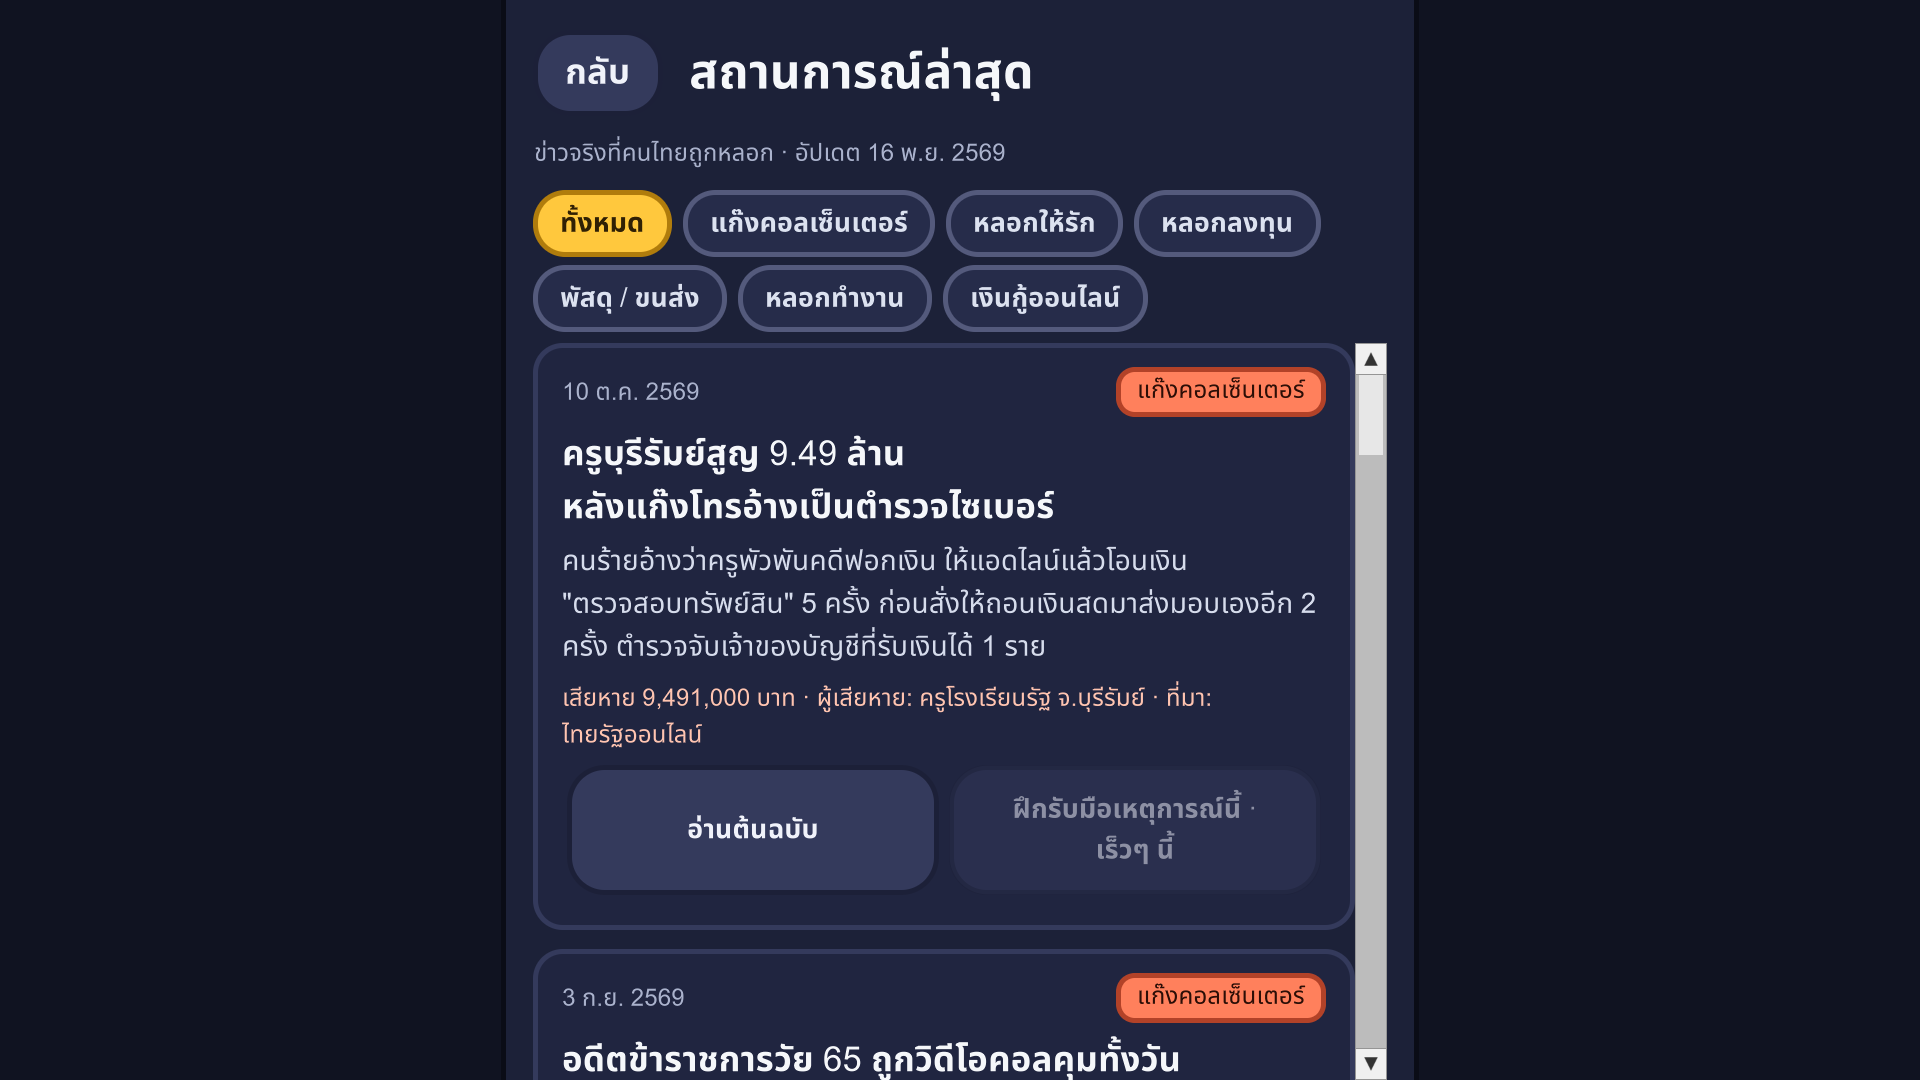 กลับ
สถานการณ์ล่าสุด
ข่าวจริงที่คนไทยถูกหลอก · อัปเดต 16 พ.ย. 2569
ทั้งหมด
แก๊งคอลเซ็นเตอร์
หลอกให้รัก
หลอกลงทุน
พัสดุ / ขนส่ง
หลอกทำงาน
เงินกู้ออนไลน์
10 ต.ค. 2569
แก๊งคอลเซ็นเตอร์
ครูบุรีรัมย์สูญ 9.49 ล้าน
หลังแก๊งโทรอ้างเป็นตำรวจไซเบอร์
คนร้ายอ้างว่าครูพัวพันคดีฟอกเงิน ให้แอดไลน์แล้วโอนเงิน
"ตรวจสอบทรัพย์สิน" 5 ครั้ง ก่อนสั่งให้ถอนเงินสดมาส่งมอบเองอีก 2
ครั้ง ตำรวจจับเจ้าของบัญชีที่รับเงินได้ 1 ราย
เสียหาย 9,491,000 บาท · ผู้เสียหาย: ครูโรงเรียนรัฐ จ.บุรีรัมย์ · ที่มา:
ไทยรัฐออนไลน์
อ่านต้นฉบับ
ฝึกรับมือเหตุการณ์นี้ ·
เร็วๆ นี้
3 ก.ย. 2569
แก๊งคอลเซ็นเตอร์
อดีตข้าราชการวัย 65 ถูกวิดีโอคอลคุมทั้งวัน